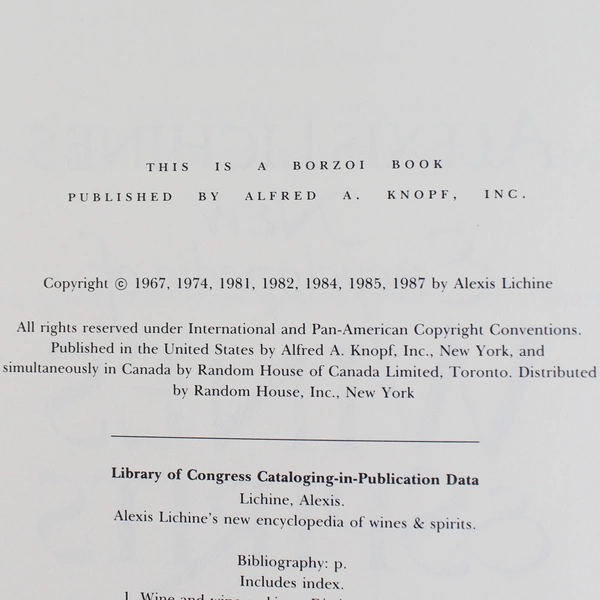 THIS IS A BORZOI BOOK
PUBLISHED BY ALFRED A. KNOPF, INC.
Copyright © 1967, 1974, 1981, 1982, 1984, 1985, 1987 by Alexis Lichine
All rights reserved under International and Pan-American Copyright Conventions.
Published in the United States by Alfred A. Knopf, Inc., New York, and
simultaneously in Canada by Random House of Canada Limited, Toronto. Distributed
by Random House, Inc., New York
Library of Congress Cataloging-in-Publication Data
Lichine, Alexis.
Alexis Lichine's new encyclopedia of wines & spirits.
Bibliography: p.
Includes index.
1. Wine and wine